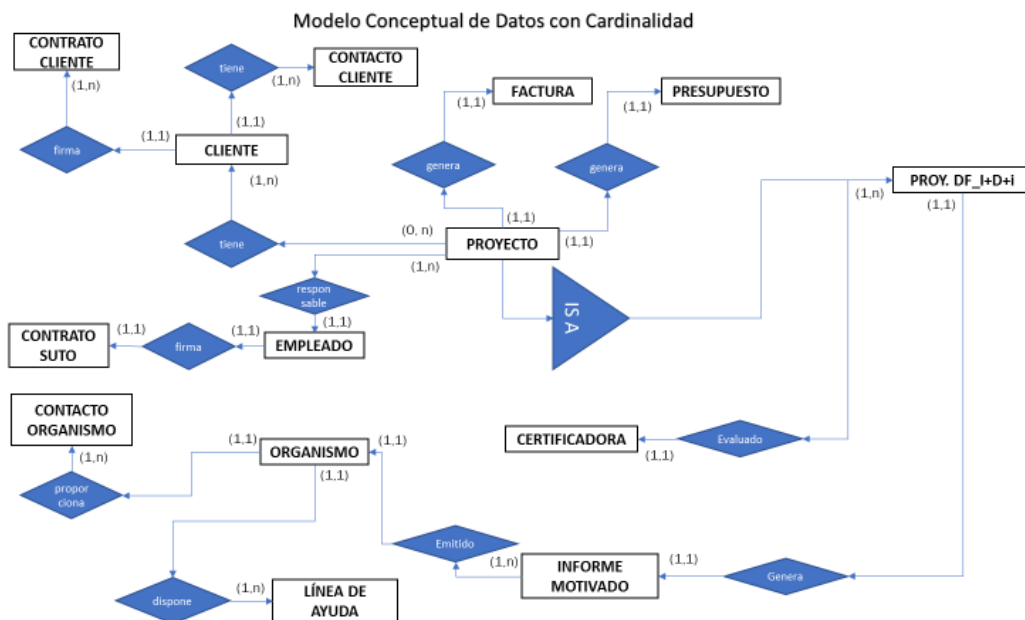 Modelo Conceptual de Datos con Cardinalidad
CONTRATO
CLIENTE
(1,n)
tiene
(1,n)
CONTACTO
CLIENTE
(1,1)
FACTURA
(1,1)
PRESUPUESTO
firma
(1,1)
(1,1)
CLIENTE
(1,n)
genera
genera
PROY. DF_I+D+i
(1,n)
(1,1)
tiene
(0, n)
(1,1)
PROYECTO
(1,1)
(1,n)
respon
sable
(1,1)
IS A
CONTRATO
SUTO
(1,1)
firma
(1,1)
EMPLEADO
CONTACTO
ORGANISMO
(1,n)
(1,1)
ORGANISMO
(1,1)
(1,1)
CERTIFICADORA
(1,1)
Evaluado
propor
ciona
Emitido
(1,n)
INFORME
MOTIVADO
(1,1)
Genera
dispone
(1,n)
LÍNEA DE
AYUDA